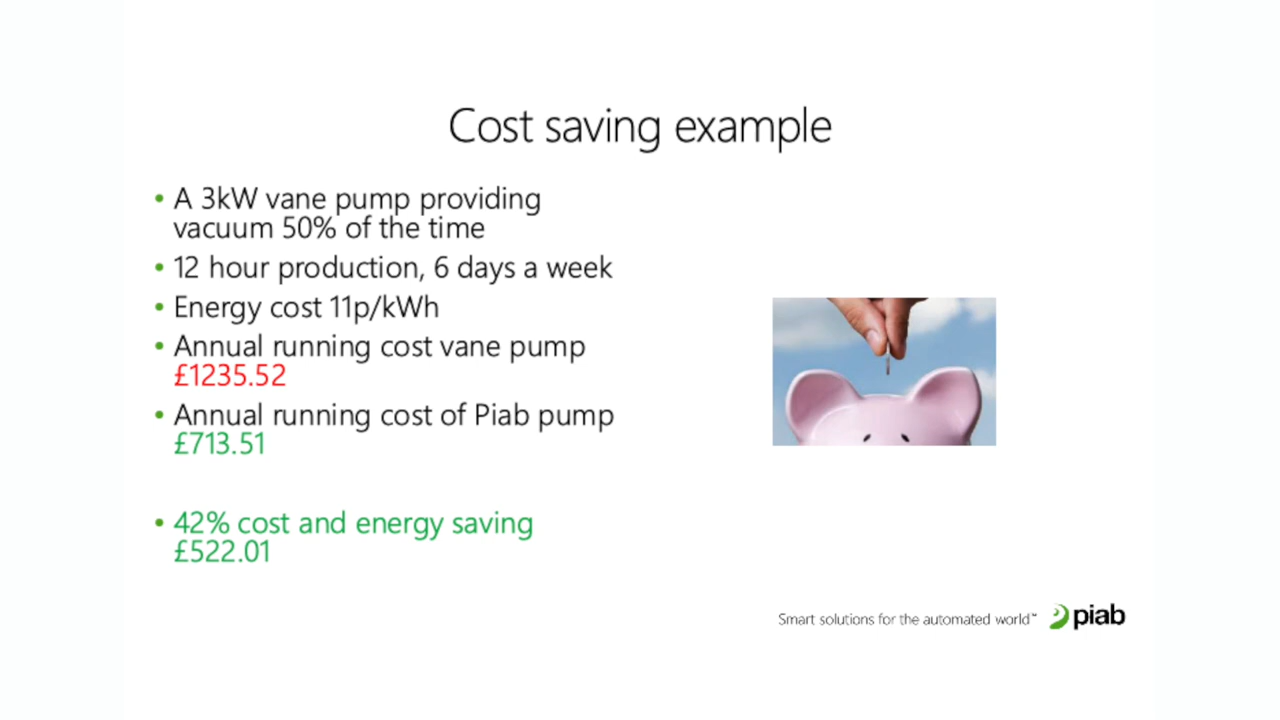 Cost saving example
• A 3kW vane pump providing
vacuum 50% of the time
• 12 hour production, 6 days a week
• Energy cost 11p/kWh
• Annual running cost vane pump
£1235.52
• Annual running cost of Piab pump
£713.51
• 42% cost and energy saving
£522.01
Smart solutions for the automated world™ piab